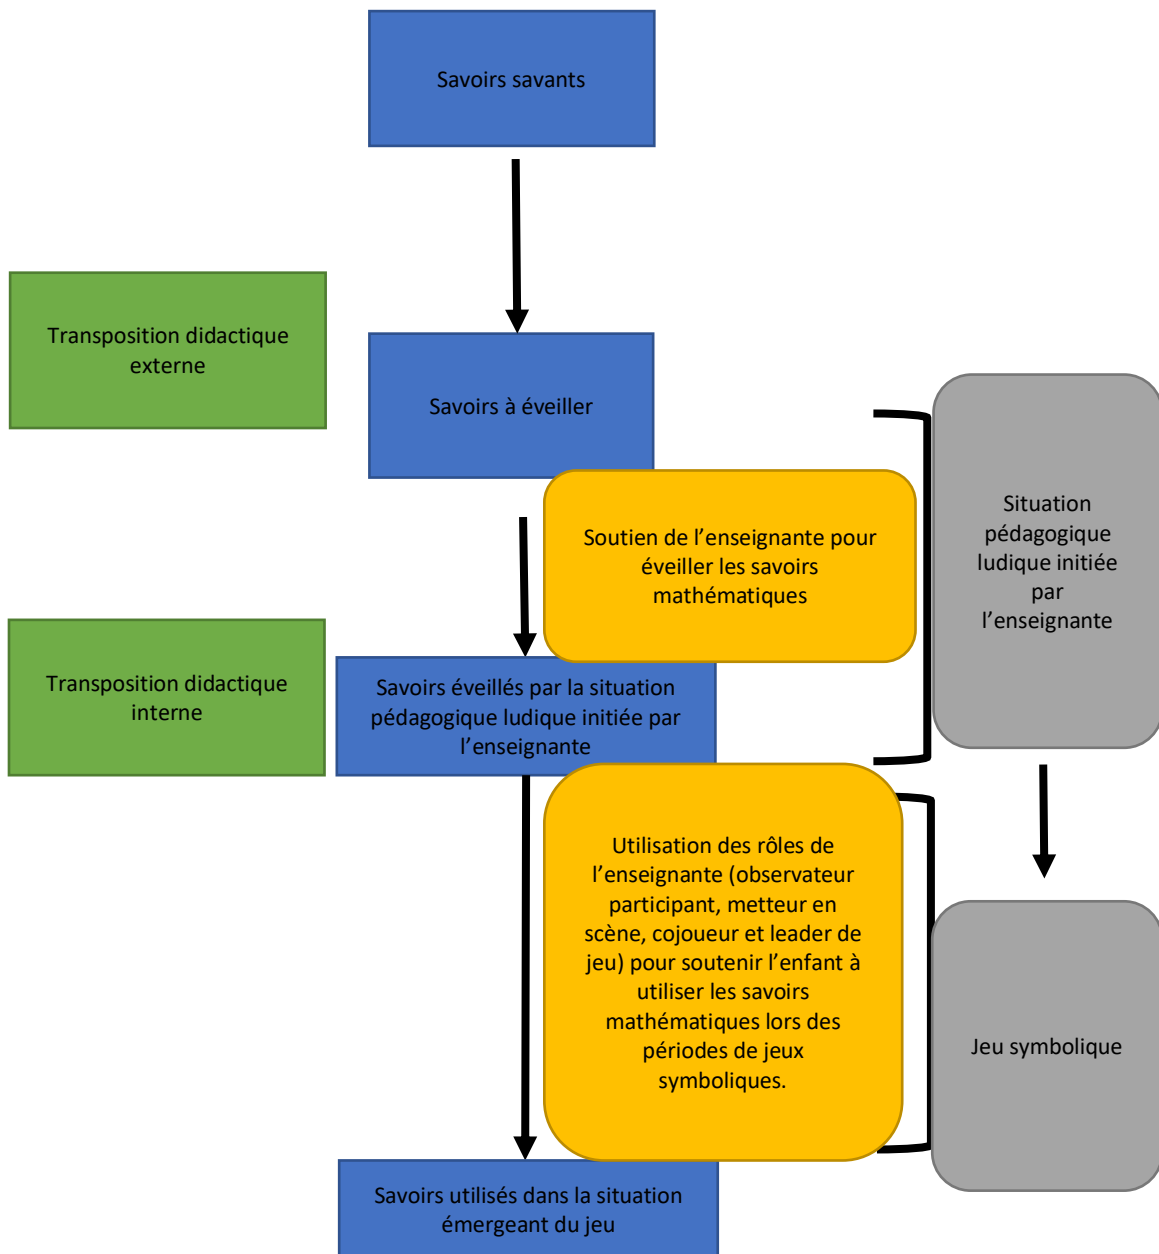 Savoirs savants
Transposition didactique
externe
Savoirs à éveiller
Soutien de l’enseignante pour
éveiller les savoirs
mathématiques
Situation
pédagogique
ludique initiée
par
l’enseignante
Transposition didactique
interne
Savoirs éveillés par la situation
pédagogique ludique initiée par
l’enseignante
Utilisation des rôles de
l’enseignante (observateur
participant, metteur en
scène, cojoueur et leader de
jeu) pour soutenir l’enfant à
utiliser les savoirs
mathématiques lors des
périodes de jeux
symboliques.
Jeu symbolique
Savoirs utilisés dans la situation
émergeant du jeu